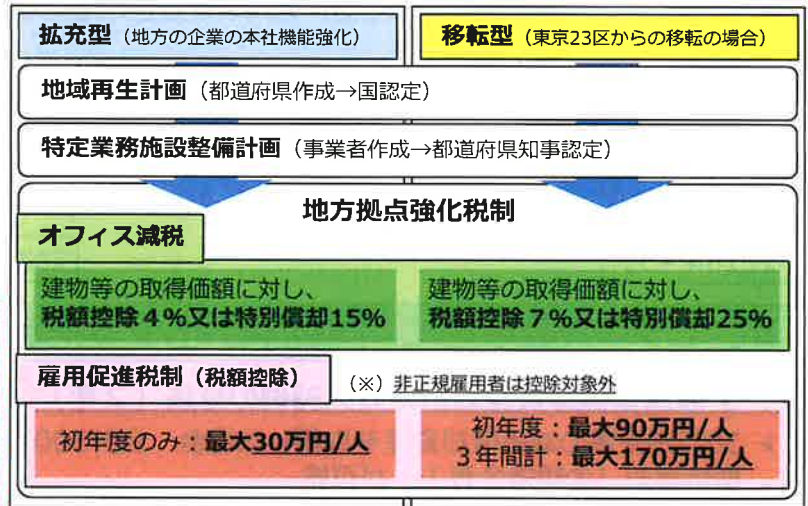 拡充型（地方の企業の本社機能強化）
移転型（東京23区からの移転の場合）
地域再生計画（都道府県作成→国認定）
特定業務施設整備計画（事業者作成→都道府県知事認定）
地方拠点強化税制
オフィス減税
建物等の取得価額に対し、
税額控除４％又は特別償却15％
建物等の取得価額に対し、
税額控除７％又は特別償却25％
雇用促進税制（税額控除）
（※）非正規雇用者は控除対象外
初年度のみ：最大30万円/人
初年度：最大90万円/人
３年間計：最大170万円/人